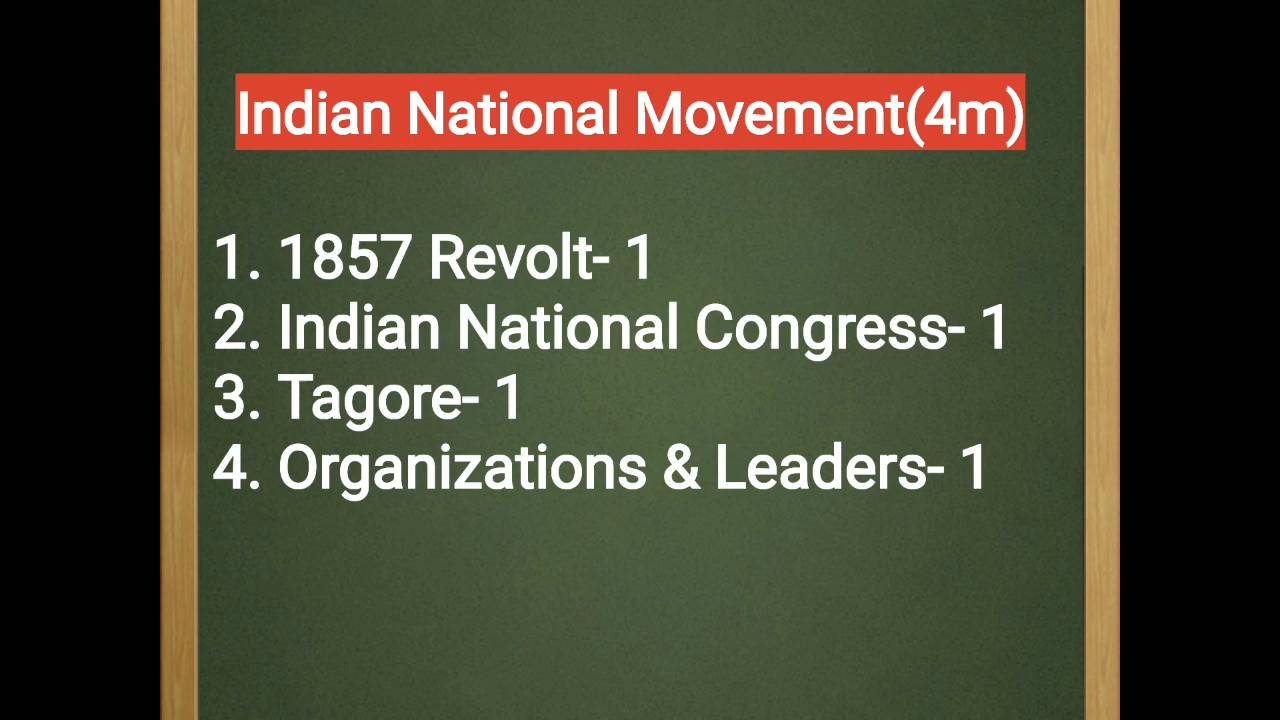 Indian National Movement(4m)
1. 1857 Revolt- 1
2. Indian National Congress- 1
3. Tagore- 1
4. Organizations & Leaders- 1